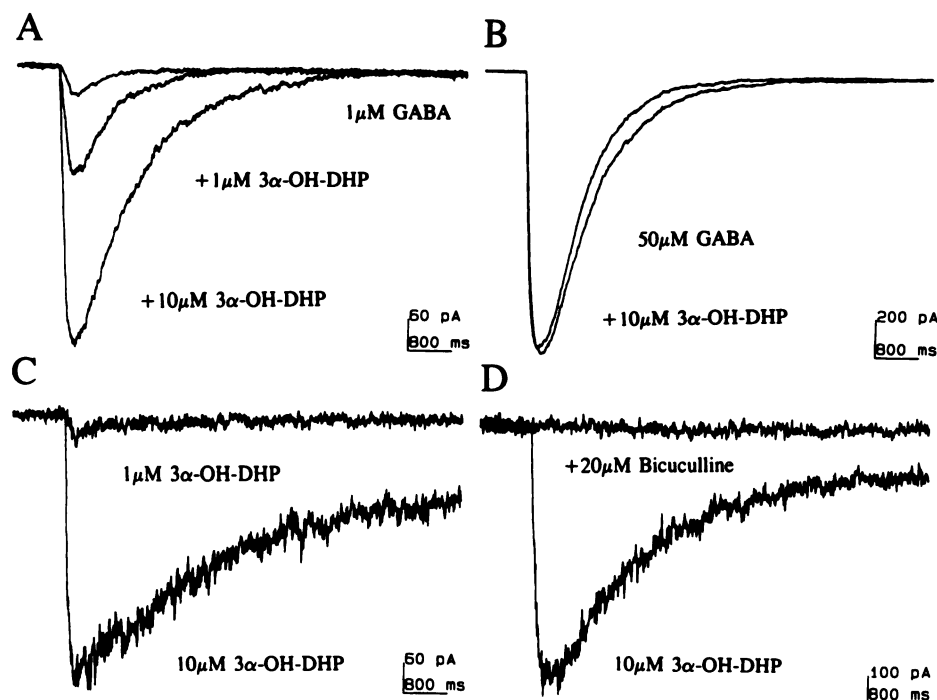 A
1μM GABA
+1μM 3α-OH-DHP
+10μM 3α-OH-DHP
50 pA
800 ms
B
50μM GABA
+10μM 3α-OH-DHP
200 pA
800 ms
C
1μM 3α-OH-DHP
10μM 3α-OH-DHP
50 pA
800 ms
D
+20μM Bicuculline
10μM 3α-OH-DHP
100 pA
800 ms